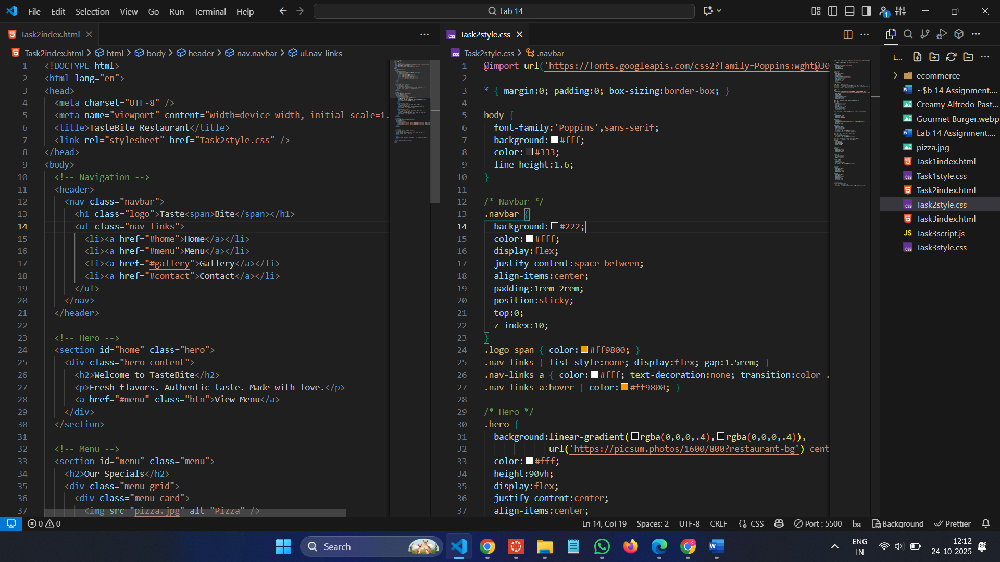 File Edit Selection View Go Run Terminal Help
Lab 14
1
Task2index.html
Task2index.html > html > body > header > nav.navbar > ul.nav-links
1 <!DOCTYPE html>
2 <html lang="en">
3 <head>
4 <meta charset="UTF-8" />
5 <meta name="viewport" content="width=device-width, initial-scale=1.
6 <title>TasteBite Restaurant</title>
7 <link rel="stylesheet" href="Task2style.css" />
8 </head>
9 <body>
10 <!-- Navigation -->
11 <header>
12 <nav class="navbar">
13 <h1 class="logo">Taste<span>Bite</span></h1>
14 <ul class="nav-links">
15 <li><a href="#home">Home</a></li>
16 <li><a href="#menu">Menu</a></li>
17 <li><a href="#gallery">Gallery</a></li>
18 <li><a href="#contact">Contact</a></li>
19 </ul>
20 </nav>
21 </header>
22
23 <!-- Hero -->
24 <section id="home" class="hero">
25 <div class="hero-content">
26 <h2>Welcome to TasteBite</h2>
27 <p>Fresh flavors. Authentic taste. Made with love.</p>
28 <a href="#menu" class="btn">View Menu</a>
29 </div>
30 </section>
31
32 <!-- Menu -->
33 <section id="menu" class="menu">
34 <h2>Our Specials</h2>
35 <div class="menu-grid">
36 <div class="menu-card">
37 <img src="pizza.jpg" alt="Pizza" />
Task2style.css
Task2style.css > .navbar
1 @import url('https://fonts.googleapis.com/css2?family=Poppins:wght@30
2
3 * { margin:0; padding:0; box-sizing:border-box; }
4
5 body {
6 font-family:'Poppins',sans-serif;
7 background:#fff;
8 color:#333;
9 line-height:1.6;
10 }
11
12 /* Navbar */
13 .navbar {
14 background:#222;
15 color:#fff;
16 display:flex;
17 justify-content:space-between;
18 align-items:center;
19 padding:1rem 2rem;
20 position:sticky;
21 top:0;
22 z-index:10;
23 }
24 .logo span { color:#ff9800; }
25 .nav-links { list-style:none; display:flex; gap:1.5rem; }
26 .nav-links a { color:#fff; text-decoration:none; transition:color .
27 .nav-links a:hover { color:#ff9800; }
28
29 /* Hero */
30 .hero {
31 background:linear-gradient(rgba(0,0,0,.4),rgba(0,0,0,.4)),
32 url('https://picsum.photos/1600/800?restaurant-bg') cent
33 color:#fff;
34 height:90vh;
35 display:flex;
36 justify-content:center;
37 align-items:center;
E...
ecommerce
~$b 14 Assignment....
Creamy Alfredo Past...
Gourmet Burger.webp
Lab 14 Assignment....
pizza.jpg
Task1index.html
Task1style.css
Task2index.html
Task2style.css
Task3index.html
Task3script.js
Task3style.css
0 0
Ln 14, Col 19 Spaces: 2 UTF-8 CRLF {} CSS Port : 5500 ba Background Prettier
Search
ENG
IN
12:12
24-10-2025